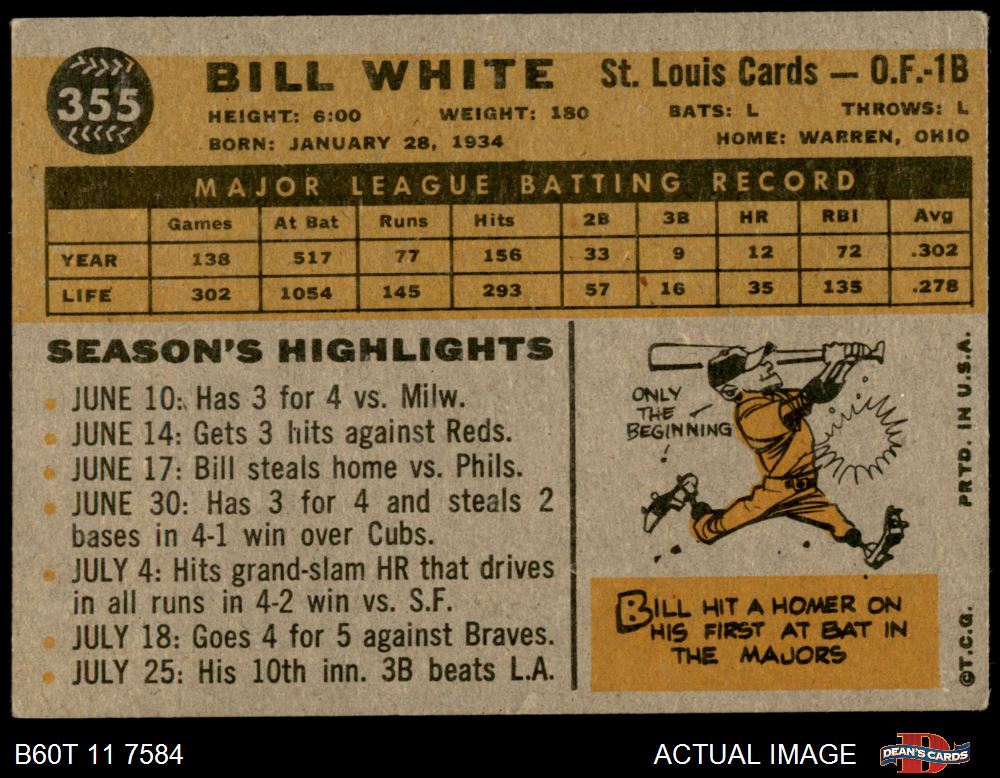 355
BILL WHITE St. Louis Cards — O.F.-1B
HEIGHT: 6:00 WEIGHT: 180 BATS: L THROWS: L
BORN: JANUARY 28, 1934 HOME: WARREN, OHIO
MAJOR LEAGUE BATTING RECORD
Games At Bat Runs Hits 2B 3B HR RBI Avg
YEAR 138 517 77 156 33 9 12 72 .302
LIFE 302 1054 145 293 57 16 35 135 .278
SEASON'S HIGHLIGHTS
JUNE 10: Has 3 for 4 vs. Milw.
JUNE 14: Gets 3 hits against Reds.
JUNE 17: Bill steals home vs. Phils.
JUNE 30: Has 3 for 4 and steals 2
bases in 4-1 win over Cubs.
JULY 4: Hits grand-slam HR that drives
in all runs in 4-2 win vs. S.F.
JULY 18: Goes 4 for 5 against Braves.
JULY 25: His 10th inn. 3B beats L.A.
ONLY
THE
BEGINNING
!
BILL HIT A HOMER ON
HIS FIRST AT BAT IN
THE MAJORS
©T.C.G. PRTD. IN U.S.A.
B60T 11 7584 ACTUAL IMAGE DEAN'S CARDS